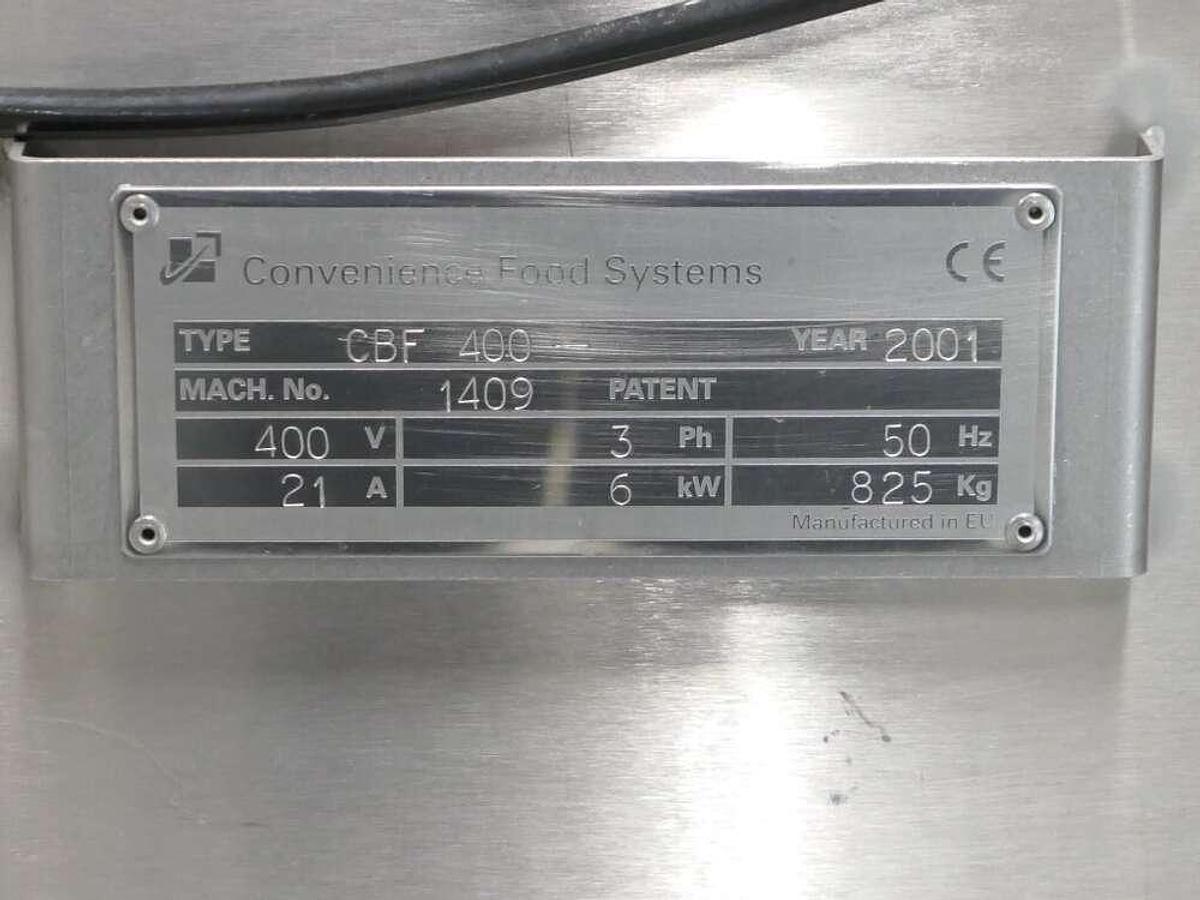 Convenience Food Systems CE
TYPE CBF 400 — YEAR 2001
MACH. No. 1409 PATENT
400 V 3 Ph 50 Hz
21 A 6 kW 825 Kg
Manufactured in EU